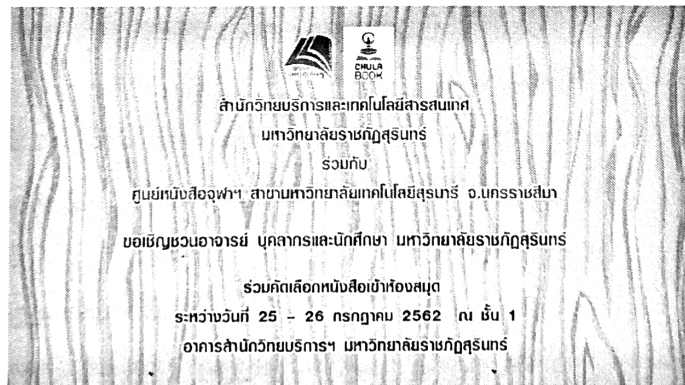 CHULA
BOOK
สำนักวิทยบริการและเทคโนโลยีสารสนเทศ
มหาวิทยาลัยราชภัฏสุรินทร์
ร่วมกับ
ศูนย์หนังสือจุฬาฯ สาขามหาวิทยาลัยเทคโนโลยีสุรนารี จ.นครราชสีมา
ขอเชิญชวนอาจารย์ บุคลากรและนักศึกษา มหาวิทยาลัยราชภัฏสุรินทร์
ร่วมคัดเลือกหนังสือเข้าห้องสมุด
ระหว่างวันที่ 25 - 26 กรกฎาคม 2562 ณ ชั้น 1
อาคารสำนักวิทยบริการฯ มหาวิทยาลัยราชภัฏสุรินทร์